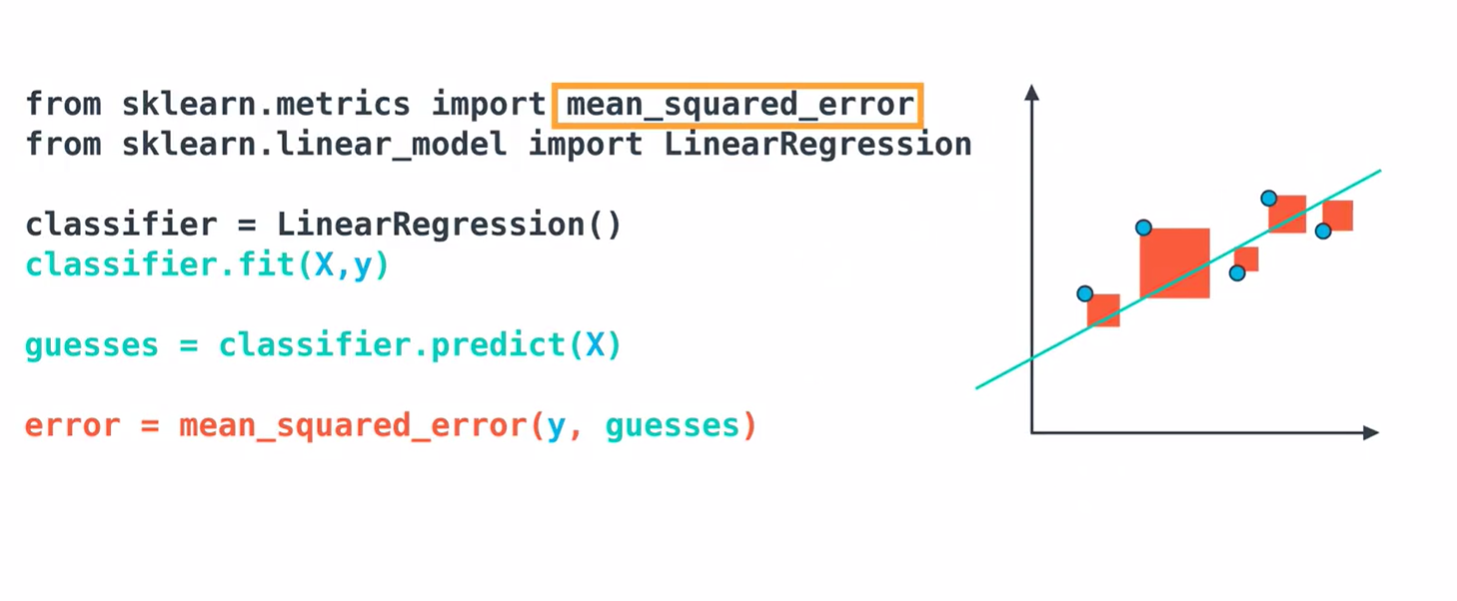 from sklearn.metrics import mean_squared_error
from sklearn.linear_model import LinearRegression
classifier = LinearRegression()
classifier.fit(X,y)
guesses = classifier.predict(X)
error = mean_squared_error(y, guesses)